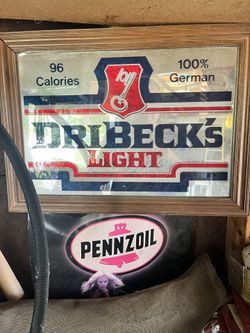 96
Calories
100%
German
DRIBECK'S
LIGHT
PENNZOIL